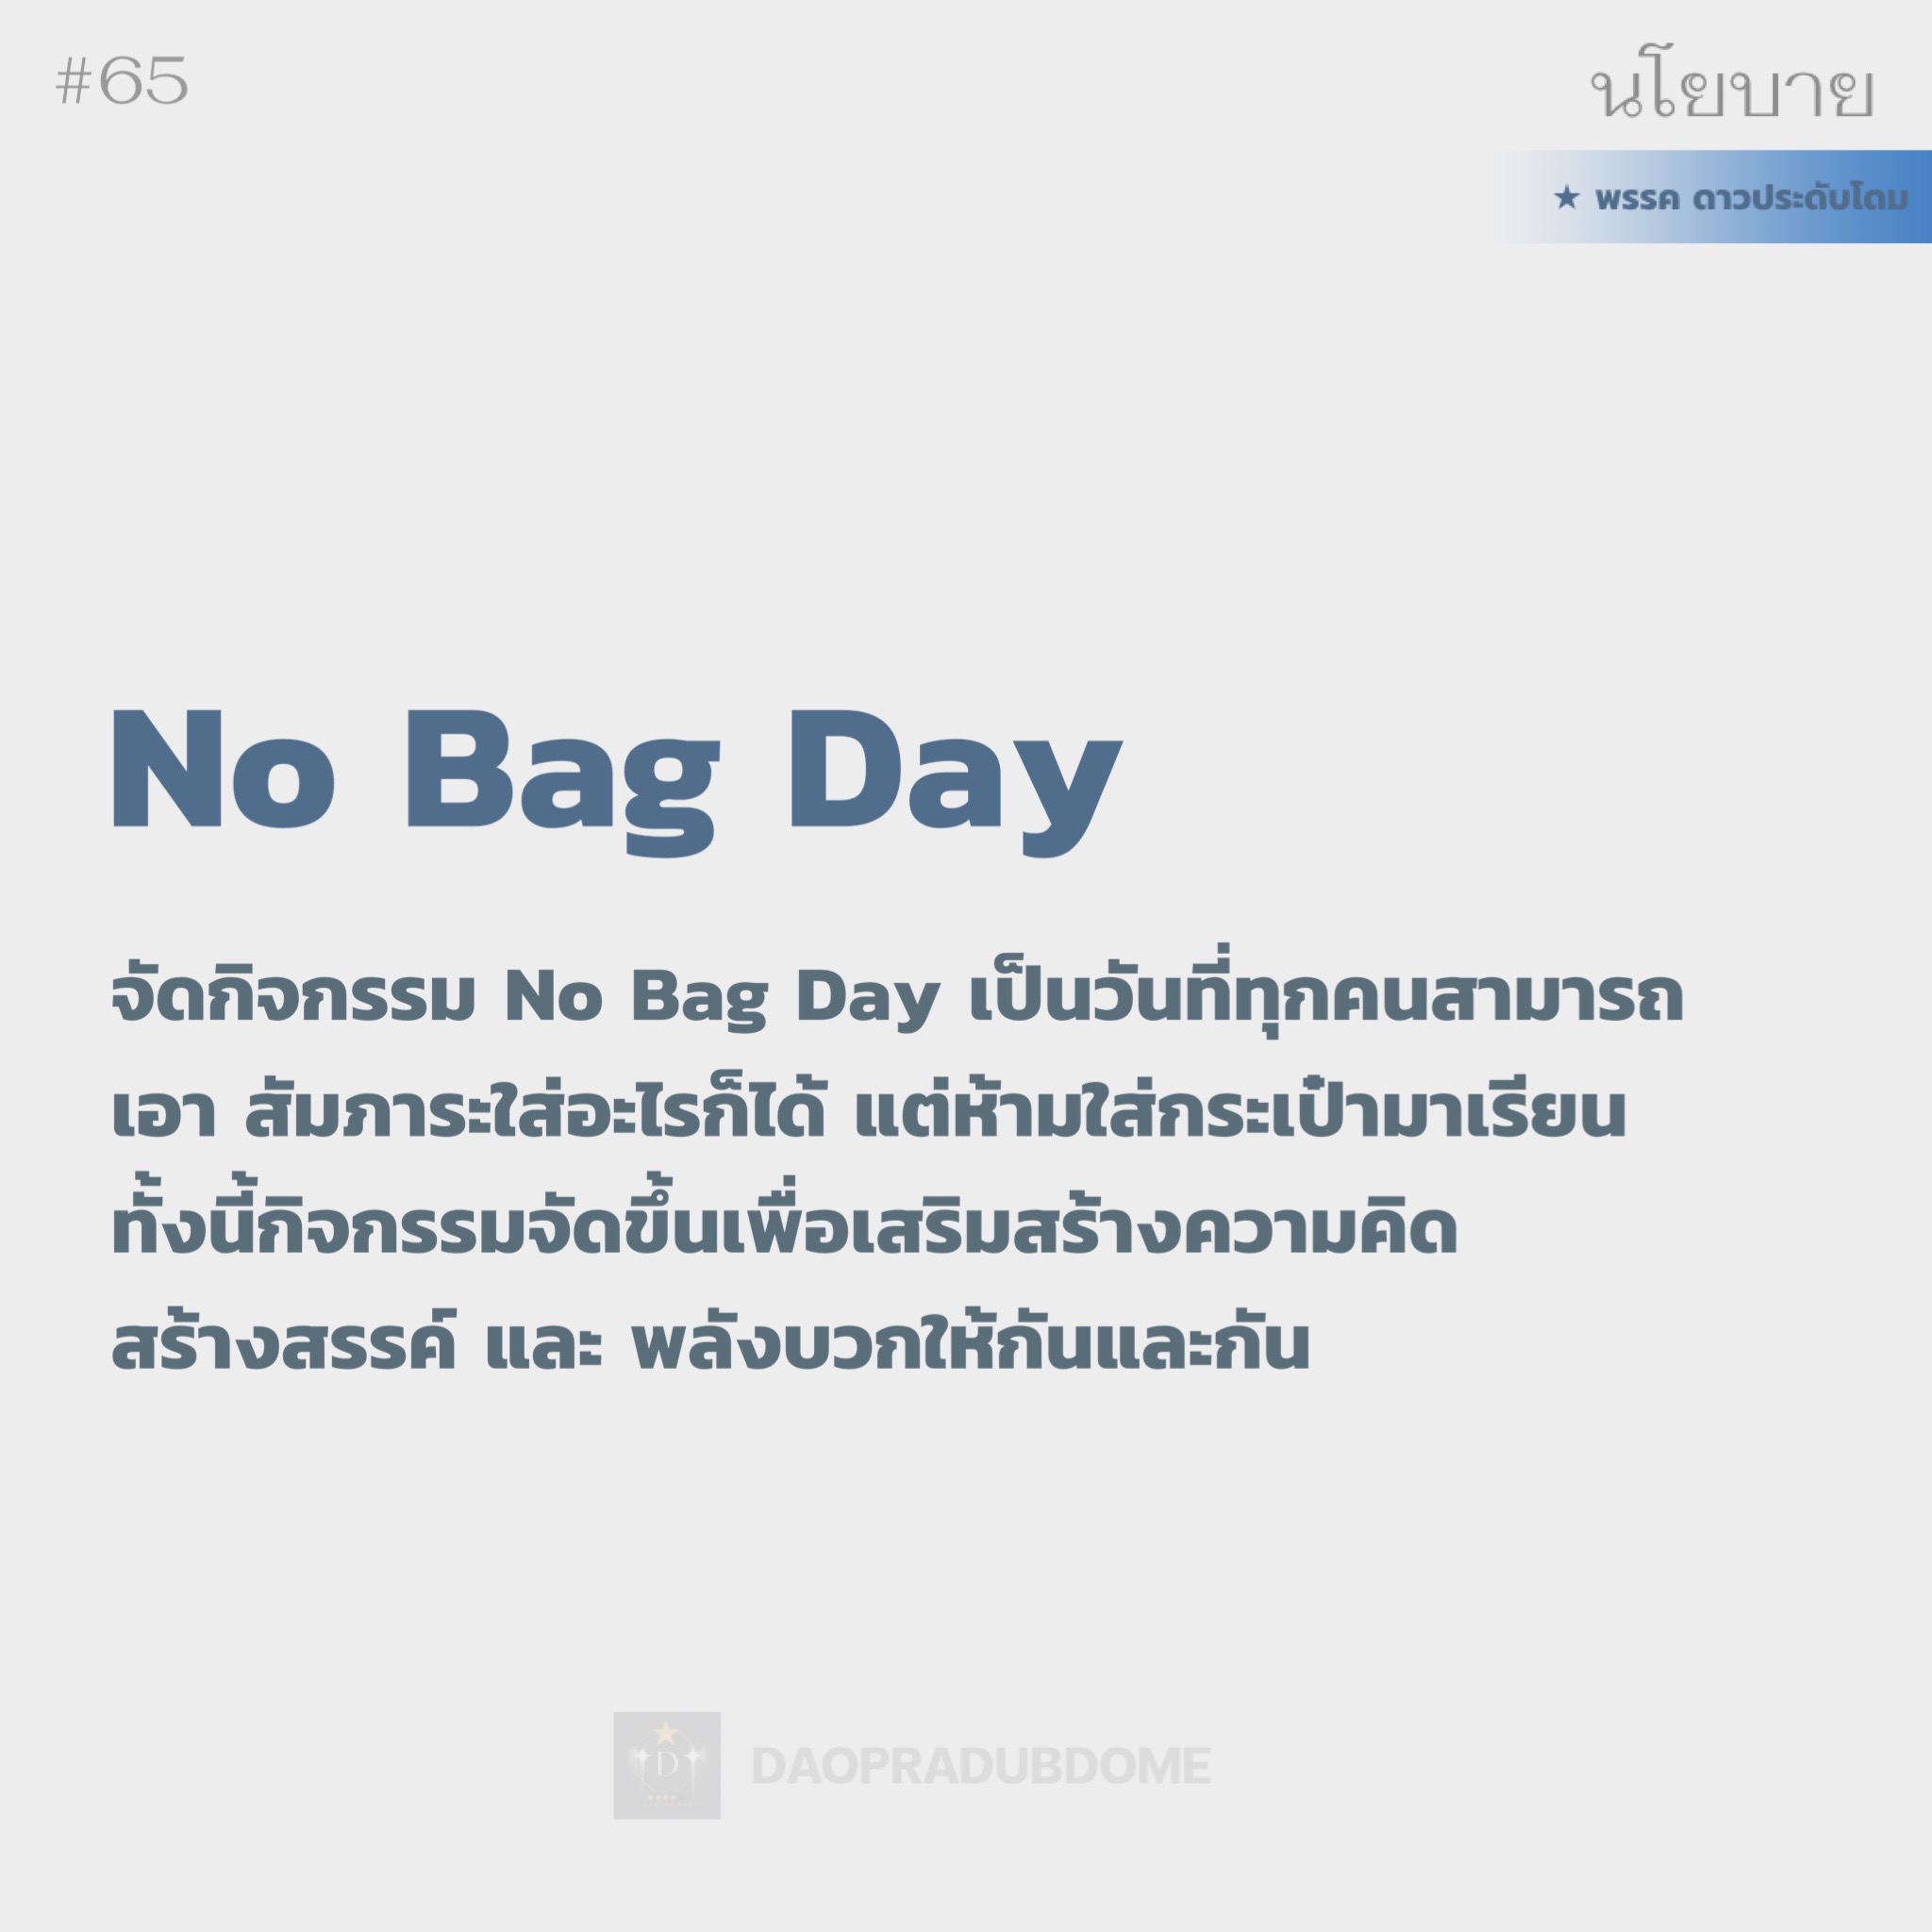 #65
นโยบาย
★ พรรค ดาวประดับโดม
No Bag Day
จัดกิจกรรม No Bag Day เป็นวันที่ทุกคนสามารถ
เอา สัมภาระใส่อะไรก็ได้ แต่ห้ามใส่กระเป๋ามาเรียน
ทั้งนี้กิจกรรมจัดขึ้นเพื่อเสริมสร้างความคิด
สร้างสรรค์ และ พลังบวกให้กันและกัน
D
DAOPRADUBDOME